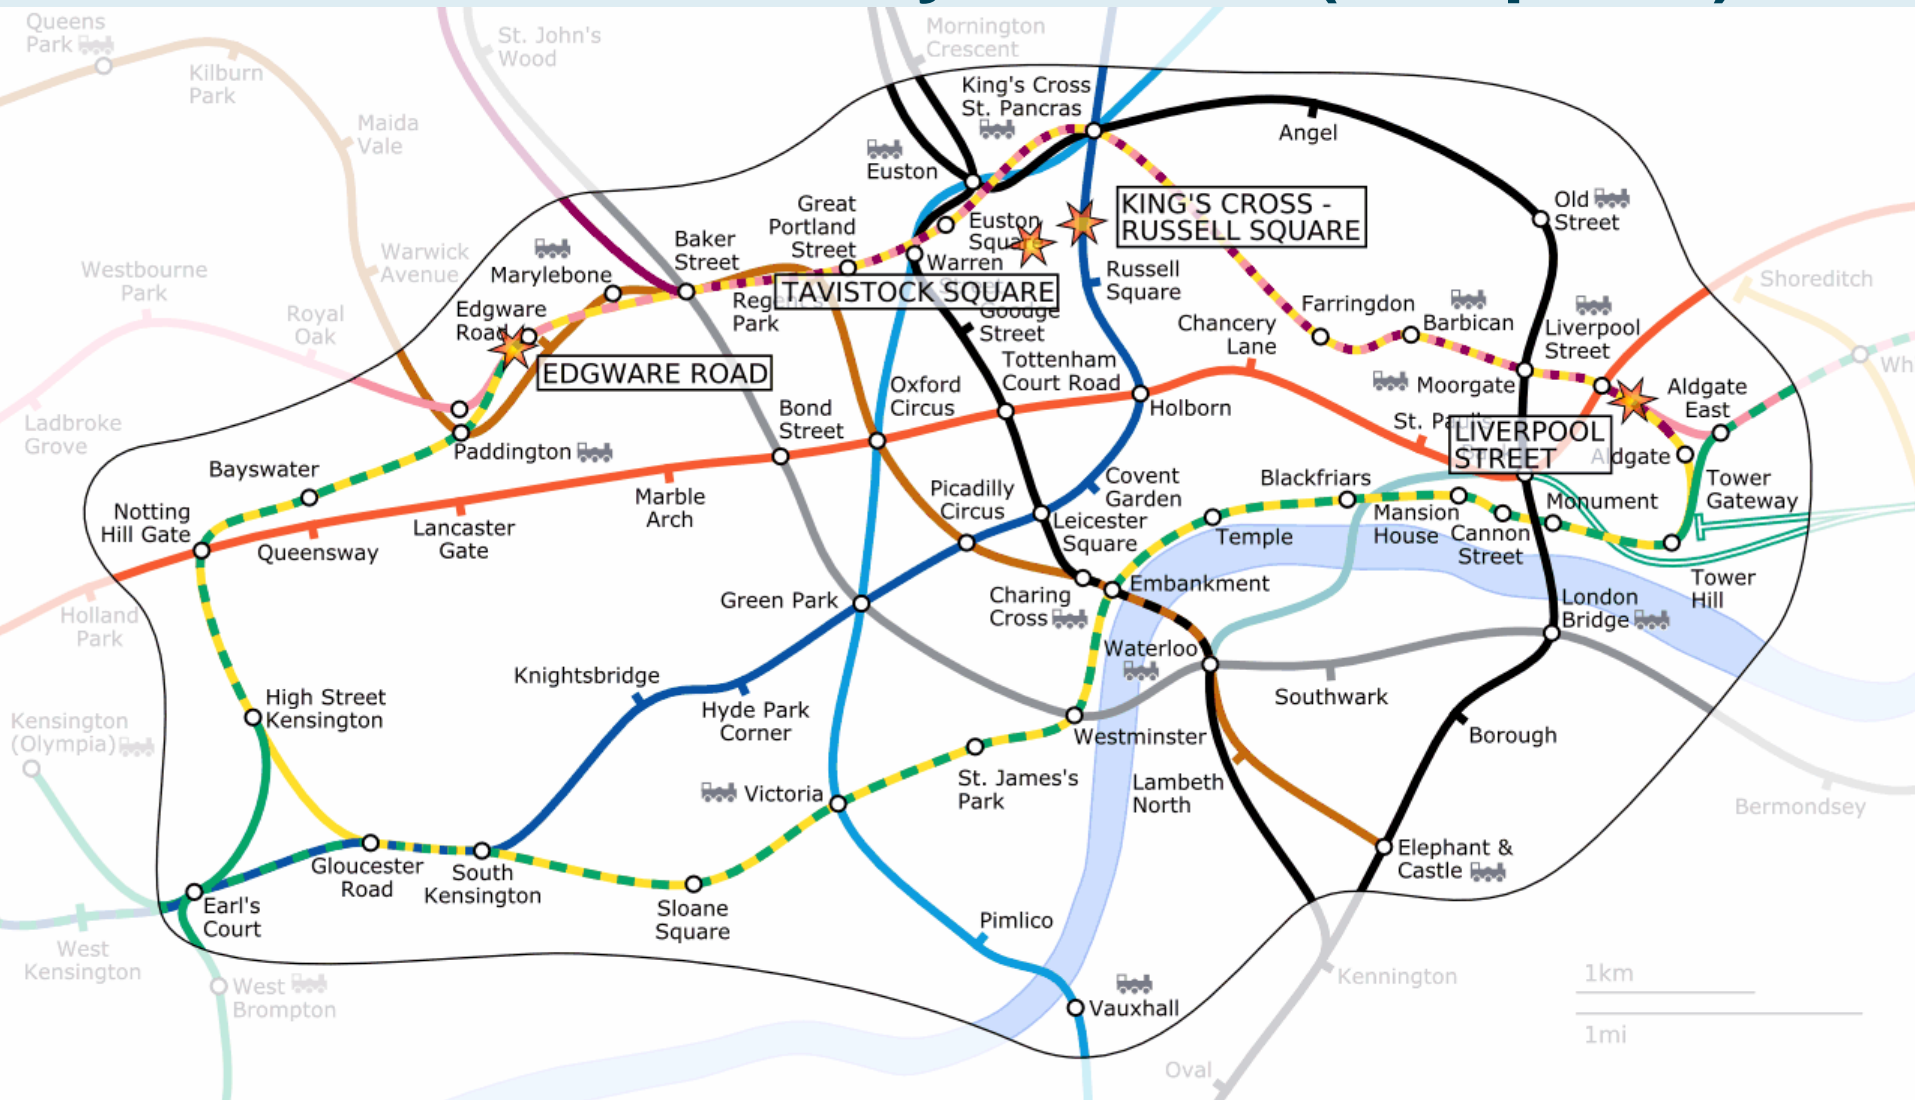 Queens
Park
Kilburn
Park
Maida
Vale
St. John's
Wood
Mornington
Crescent
King's Cross
St. Pancras
Angel
Euston
Old
Street
KING'S CROSS -
RUSSELL SQUARE
Great
Portland
Street
Euston
Square
Warren
Street
Baker
Street
Marylebone
Warwick
Avenue
Westbourne
Park
Royal
Oak
Edgware
Road
Regent's
Park
TAVISTOCK SQUARE
Goodge
Street
Russell
Square
Farringdon
Barbican
Liverpool
Street
Shoreditch
Chancery
Lane
Tottenham
Court Road
EDGWARE ROAD
Oxford
Circus
Holborn
Moorgate
Aldgate
East
Wh
Ladbroke
Grove
Bond
Street
St. Paul's
LIVERPOOL
STREET
Aldgate
Paddington
Bayswater
Marble
Arch
Covent
Garden
Blackfriars
Tower
Gateway
Notting
Hill Gate
Queensway
Lancaster
Gate
Picadilly
Circus
Leicester
Square
Temple
Mansion
House
Cannon
Street
Monument
Tower
Hill
Holland
Park
Green Park
Charing
Cross
Embankment
London
Bridge
Waterloo
Southwark
Knightsbridge
Hyde Park
Corner
High Street
Kensington
Kensington
(Olympia)
Westminster
Borough
St. James's
Park
Lambeth
North
Victoria
Bermondsey
Elephant &
Castle
Gloucester
Road
South
Kensington
Earl's
Court
Sloane
Square
Pimlico
West
Kensington
West
Brompton
Vauxhall
Kennington
Oval
1km
1mi